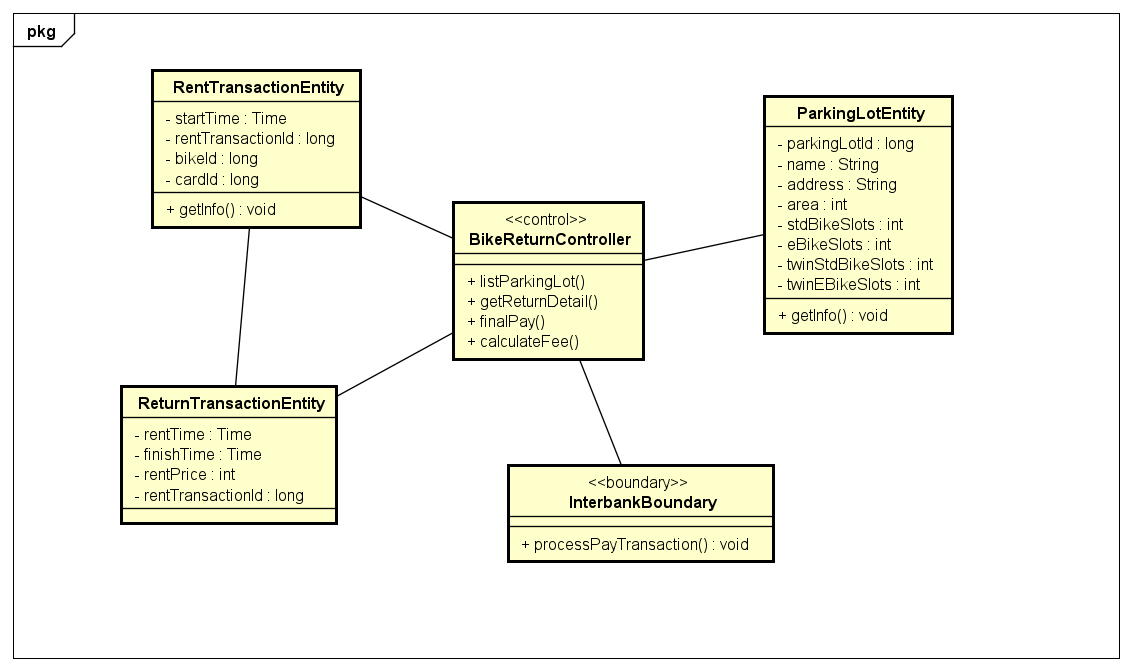 pkg
RentTransactionEntity
- startTime : Time
- rentTransactionId : long
- bikeId : long
- cardId : long
+ getInfo() : void
ParkingLotEntity
- parkingLotId : long
- name : String
- address : String
- area : int
- stdBikeSlots : int
- eBikeSlots : int
- twinStdBikeSlots : int
- twinEBikeSlots : int
+ getInfo() : void
<<control>>
BikeReturnController
+ listParkingLot()
+ getReturnDetail()
+ finalPay()
+ calculateFee()
ReturnTransactionEntity
- rentTime : Time
- finishTime : Time
- rentPrice : int
- rentTransactionId : long
<<boundary>>
InterbankBoundary
+ processPayTransaction() : void